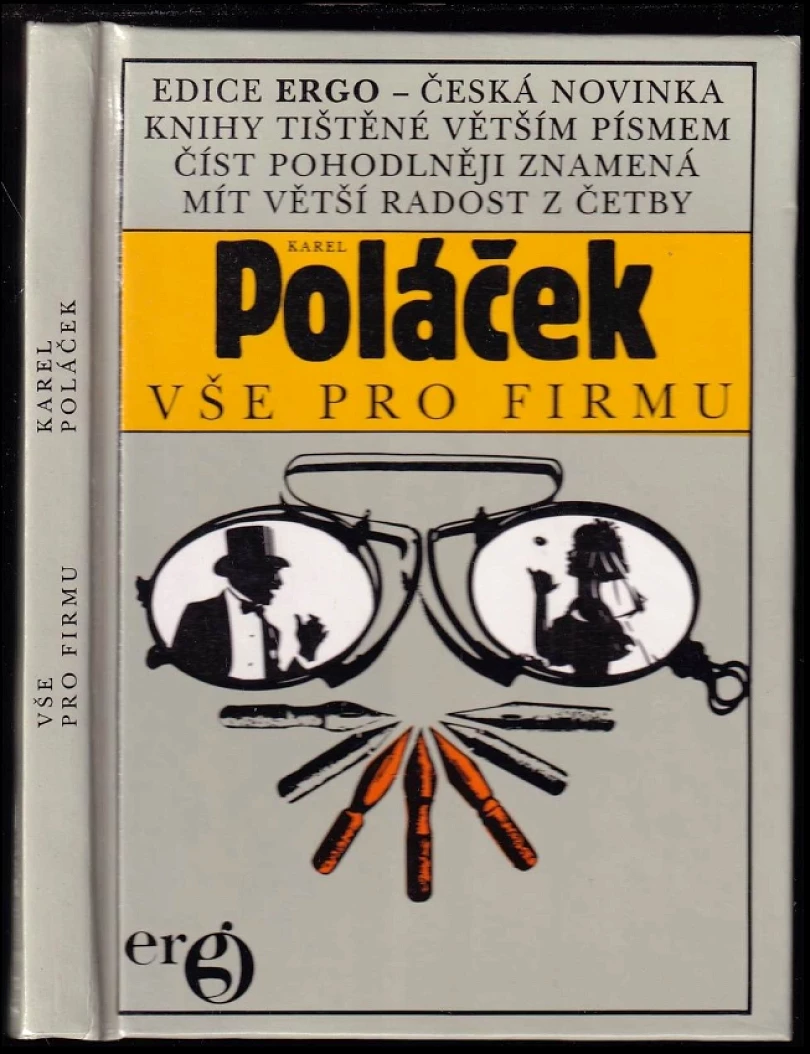 EDICE ERGO – ČESKÁ NOVINKA
KNIHY TIŠTĚNÉ VĚTŠÍM PÍSMEM
ČÍST POHODLNĚJI ZNAMENÁ
MÍT VĚTŠÍ RADOST Z ČETBY
KAREL
Poláček
VŠE PRO FIRMU
ergo
KAREL
POLÁČEK
VŠE
PRO FIRMU